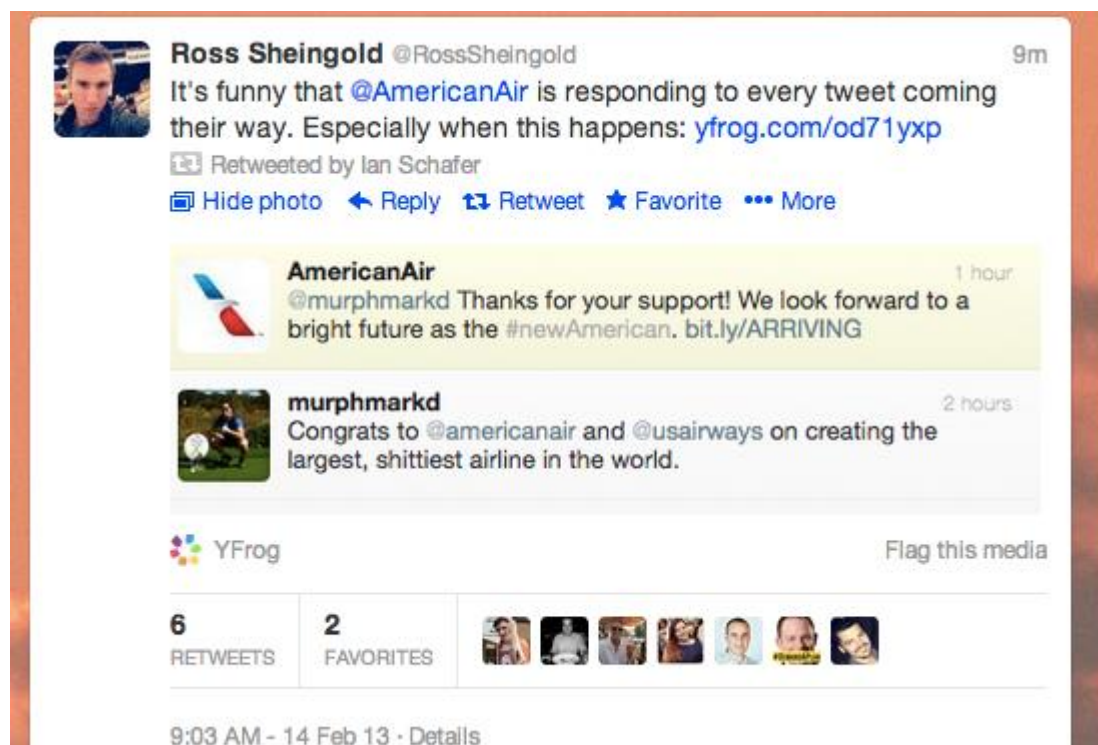 Ross Sheingold @RossSheingold 9m
It's funny that @AmericanAir is responding to every tweet coming
their way. Especially when this happens: yfrog.com/od71yxp
Retweeted by Ian Schafer
Hide photo Reply Retweet Favorite ••• More
AmericanAir 1 hour
@murphmarkd Thanks for your support! We look forward to a
bright future as the #newAmerican. bit.ly/ARRIVING
murphmarkd 2 hours
Congrats to @americanair and @usairways on creating the
largest, shittiest airline in the world.
YFrog Flag this media
6 2
RETWEETS FAVORITES
9:03 AM - 14 Feb 13 · Details